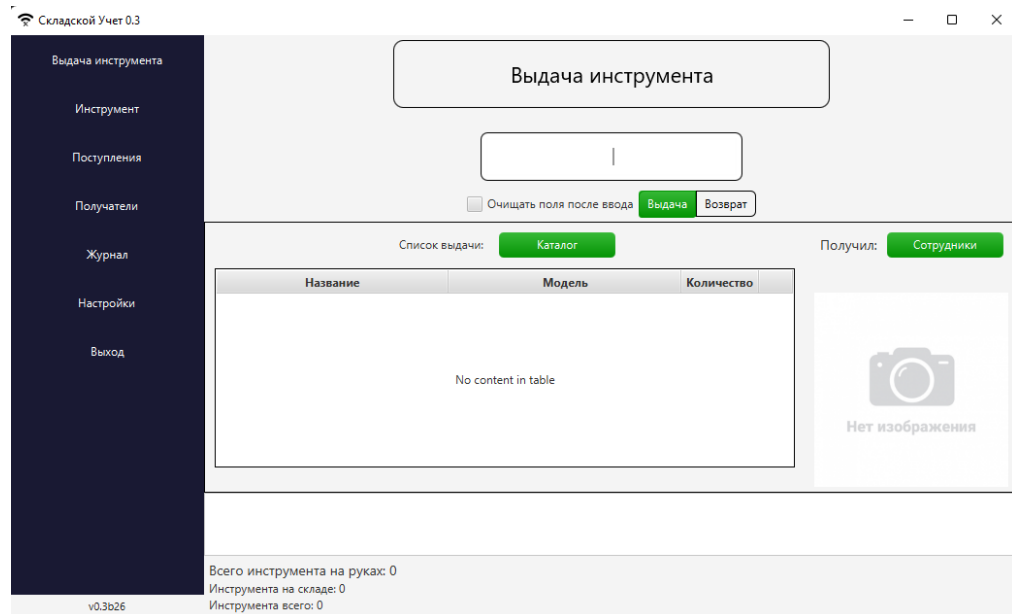 Складской Учет 0.3
Выдача инструмента
Инструмент
Поступления
Получатели
Журнал
Настройки
Выход
v0.3b26
Выдача инструмента
Очищать поля после ввода Выдача Возврат
Список выдачи: Каталог Получил: Сотрудники
Название Модель Количество
No content in table
Нет изображения
Всего инструмента на руках: 0
Инструмента на складе: 0
Инструмента всего: 0